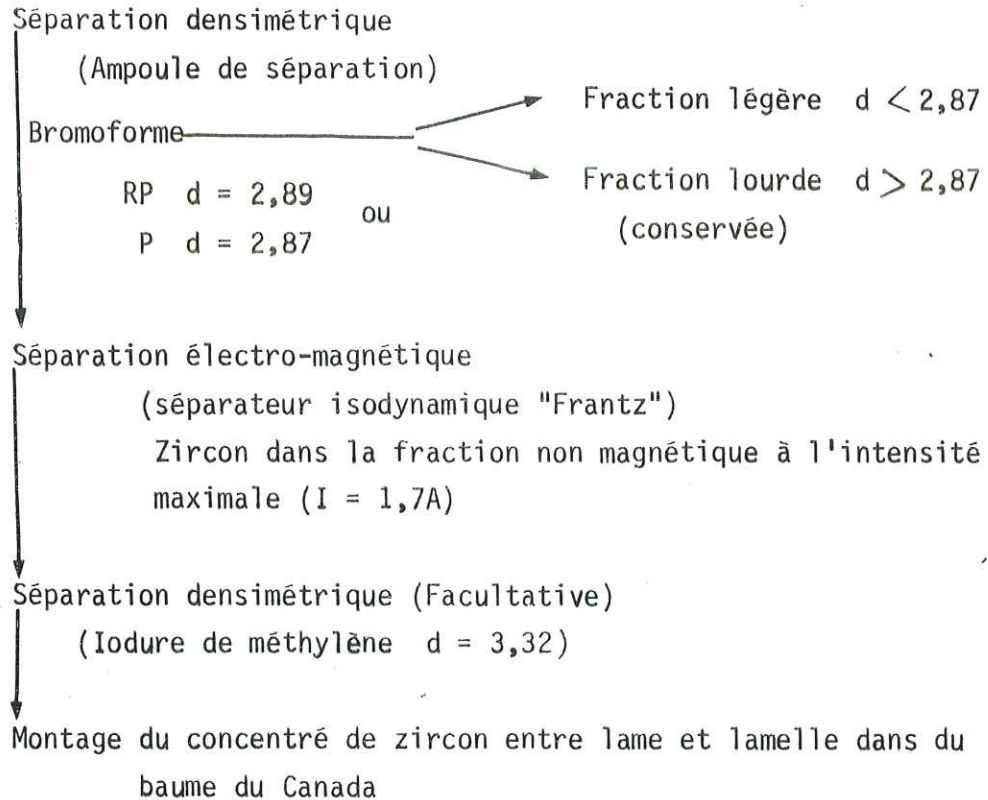 Séparation densimétrique
(Ampoule de séparation)
Fraction légère d < 2,87
Bromoforme
Fraction lourde d > 2,87
(conservée)
RP d = 2,89
ou
P d = 2,87
Séparation électro-magnétique
(séparateur isodynamique "Frantz")
Zircon dans la fraction non magnétique à l'intensité
maximale (I = 1,7A)
Séparation densimétrique (Facultative)
(Iodure de méthylène d = 3,32)
Montage du concentré de zircon entre lame et lamelle dans du
baume du Canada